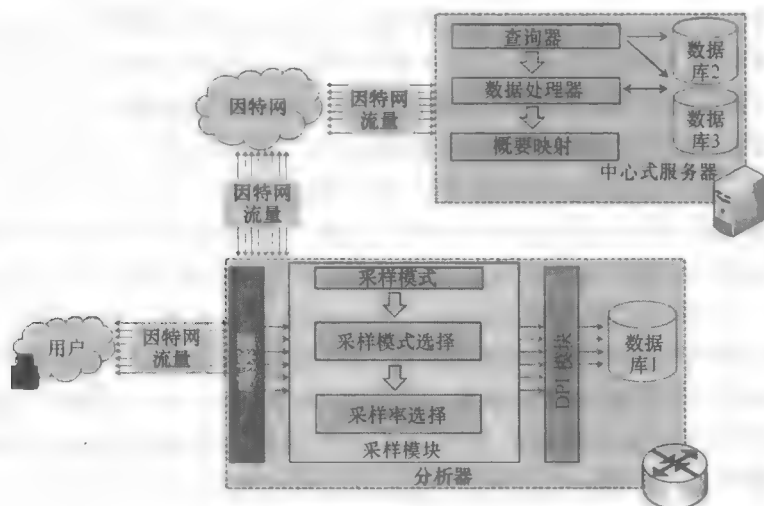 查询器
数据处理器
概要映射
数据
库2
数据
库3
中心式服务器
因特网
因特网
流量
因特网
流量
用户
因特网
流量
采样模式
采样模式选择
采样率选择
采样模块
DPI 模块
数据
库1
分析器